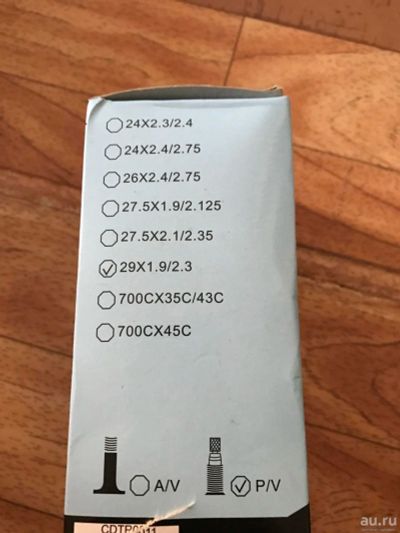 24X2.3/2.4
24X2.4/2.75
26X2.4/2.75
27.5X1.9/2.125
27.5X2.1/2.35
29X1.9/2.3
700CX35C/43C
700CX45C
A/V P/V
au.ru